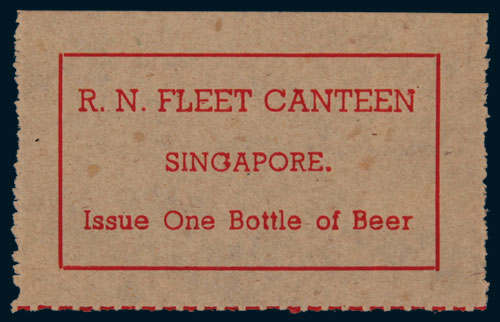 R. N. FLEET CANTEEN
SINGAPORE.
Issue One Bottle of Beer